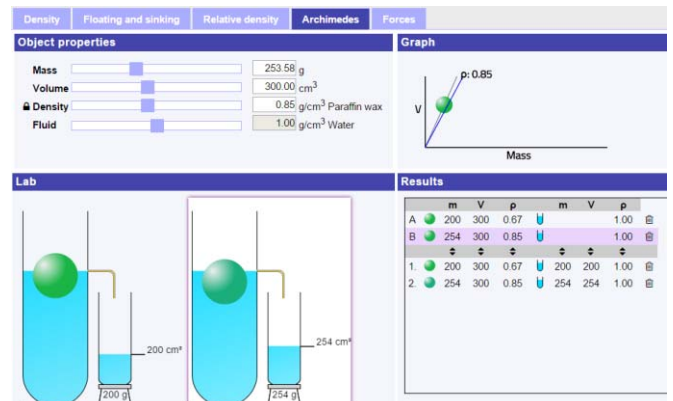 Density Floating and sinking Relative density Archimedes Forces
Object properties
Mass 253.58 g
Volume 300.00 cm³
Density 0.85 g/cm³ Paraffin wax
Fluid 1.00 g/cm³ Water
Graph
ρ: 0.85
V
Mass
Lab
200 cm³
200 g
254 cm³
254 g
Results
m V ρ m V ρ
A 200 300 0.67 1.00
B 254 300 0.85 1.00
1. 200 300 0.67 200 200 1.00
2. 254 300 0.85 254 254 1.00